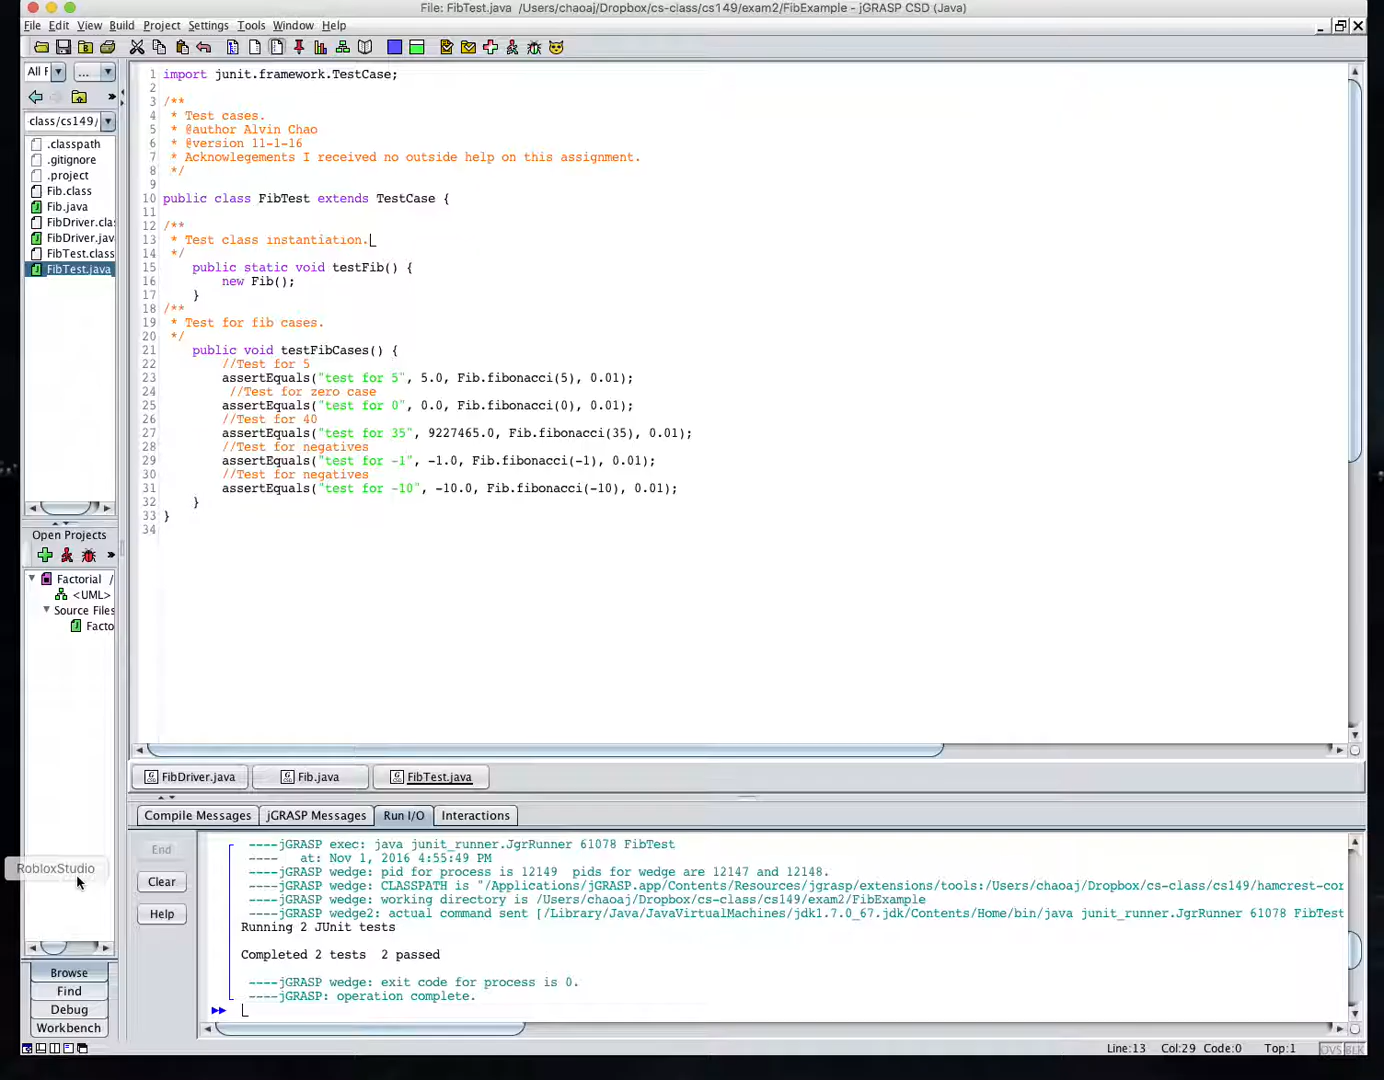 File: FibTest.java /Users/chaoaj/Dropbox/cs-class/cs149/exam2/FibExample - jGRASP CSD (Java)
File Edit View Build Project Settings Tools Window Help
All F ...
class/cs149/
.classpath
.gitignore
.project
Fib.class
Fib.java
FibDriver.clas
FibDriver.jav
FibTest.class
FibTest.java
1 import junit.framework.TestCase;
2
3 /**
4 * Test cases.
5 * @author Alvin Chao
6 * @version 11-1-16
7 * Acknowlegements I received no outside help on this assignment.
8 */
9
10 public class FibTest extends TestCase {
11
12 /**
13 * Test class instantiation.
14 */
15 public static void testFib() {
16 new Fib();
17 }
18 /**
19 * Test for fib cases.
20 */
21 public void testFibCases() {
22 //Test for 5
23 assertEquals("test for 5", 5.0, Fib.fibonacci(5), 0.01);
24 //Test for zero case
25 assertEquals("test for 0", 0.0, Fib.fibonacci(0), 0.01);
26 //Test for 40
27 assertEquals("test for 35", 9227465.0, Fib.fibonacci(35), 0.01);
28 //Test for negatives
29 assertEquals("test for -1", -1.0, Fib.fibonacci(-1), 0.01);
30 //Test for negatives
31 assertEquals("test for -10", -10.0, Fib.fibonacci(-10), 0.01);
32 }
33 }
34
Open Projects
Factorial /
<UML>
Source Files
Facto
RobloxStudio
Browse
Find
Debug
Workbench
FibDriver.java Fib.java FibTest.java
Compile Messages jGRASP Messages Run I/O Interactions
End
Clear
Help
----jGRASP exec: java junit_runner.JgrRunner 61078 FibTest
---- at: Nov 1, 2016 4:55:49 PM
----jGRASP wedge: pid for process is 12149 pids for wedge are 12147 and 12148.
----jGRASP wedge: CLASSPATH is "/Applications/jGRASP.app/Contents/Resources/jgrasp/extensions/tools:/Users/chaoaj/Dropbox/cs-class/cs149/hamcrest-cor
----jGRASP wedge: working directory is /Users/chaoaj/Dropbox/cs-class/cs149/exam2/FibExample
----jGRASP wedge2: actual command sent [/Library/Java/JavaVirtualMachines/jdk1.7.0_67.jdk/Contents/Home/bin/java junit_runner.JgrRunner 61078 FibTest
Running 2 JUnit tests
Completed 2 tests 2 passed
----jGRASP wedge: exit code for process is 0.
----jGRASP: operation complete.
Line:13 Col:29 Code:0 Top:1 OVS BLK